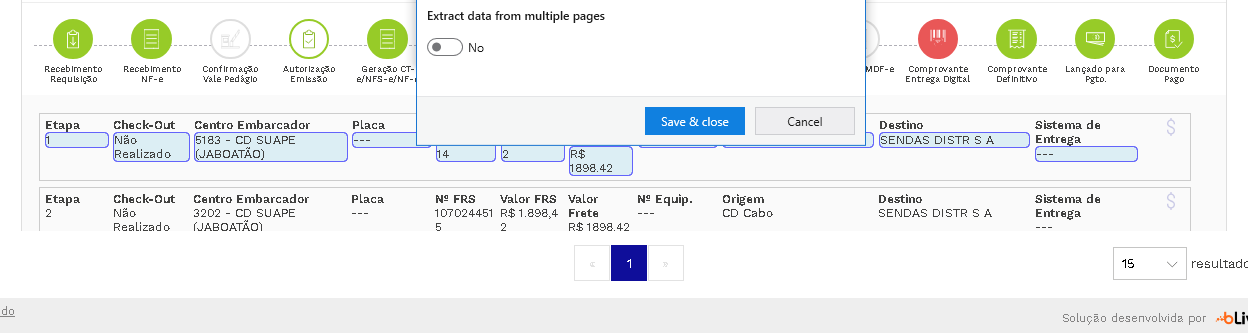 Extract data from multiple pages
No
Save & close
Cancel
Recebimento
Requisição
Recebimento
NF-e
Confirmação
Vale Pedágio
Autorização
Emissão
Geração CT-
e/NFS-e/NF-
MDF-e
Comprovante
Entrega Digital
Comprovante
Definitivo
Lançado para
Pgto.
Documento
Pago
Etapa
1
Check-Out
Não
Realizado
Centro Embarcador
5183 - CD SUAPE
(JABOATÃO)
Placa
---
14
2
R$
1898.42
Destino
SENDAS DISTR S A
Sistema de
Entrega
---
Etapa
2
Check-Out
Não
Realizado
Centro Embarcador
3202 - CD SUAPE
(JABOATÃO)
Placa
---
Nº FRS
107024451
5
Valor FRS
R$ 1.898,4
2
Valor
Frete
R$ 1898.42
Nº Equip.
---
Origem
CD Cabo
Destino
SENDAS DISTR S A
Sistema de
Entrega
---
« 1 »
15
resultado
do
Solução desenvolvida por bLiv